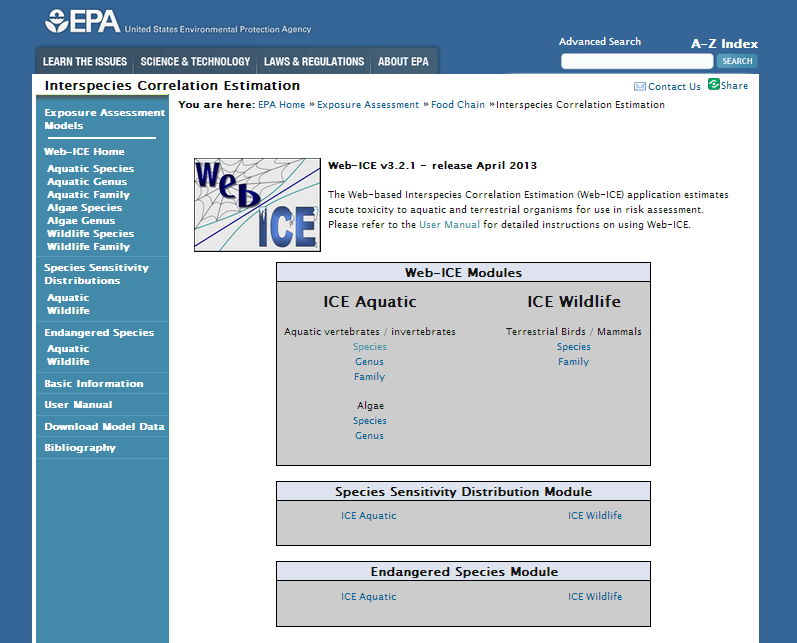 EPA United States Environmental Protection Agency
Advanced Search A-Z Index
LEARN THE ISSUES SCIENCE & TECHNOLOGY LAWS & REGULATIONS ABOUT EPA
SEARCH
Interspecies Correlation Estimation
Contact Us Share
You are here: EPA Home » Exposure Assessment » Food Chain »Interspecies Correlation Estimation
Exposure Assessment
Models
Web-ICE Home
Aquatic Species
Aquatic Genus
Aquatic Family
Algae Species
Algae Genus
Wildlife Species
Wildlife Family
Species Sensitivity
Distributions
Aquatic
Wildlife
Endangered Species
Aquatic
Wildlife
Basic Information
User Manual
Download Model Data
Bibliography
Web
ICE
Web-ICE v3.2.1 - release April 2013
The Web-based Interspecies Correlation Estimation (Web-ICE) application estimates
acute toxicity to aquatic and terrestrial organisms for use in risk assessment.
Please refer to the User Manual for detailed instructions on using Web-ICE.
Web-ICE Modules
ICE Aquatic
Aquatic vertebrates / invertebrates
Species
Genus
Family
Algae
Species
Genus
ICE Wildlife
Terrestrial Birds / Mammals
Species
Family
Species Sensitivity Distribution Module
ICE Aquatic ICE Wildlife
Endangered Species Module
ICE Aquatic ICE Wildlife